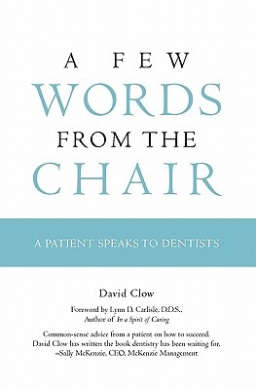 A FEW
WORDS
FROM THE
CHAIR
A PATIENT SPEAKS TO DENTISTS
David Clow
Foreword by Lynn D. Carlisle, D.D.S.,
Author of In a Spirit of Caring
Common-sense advice from a patient on how to succeed.
David Clow has written the book dentistry has been waiting for.
–Sally McKenzie, CEO, McKenzie Management